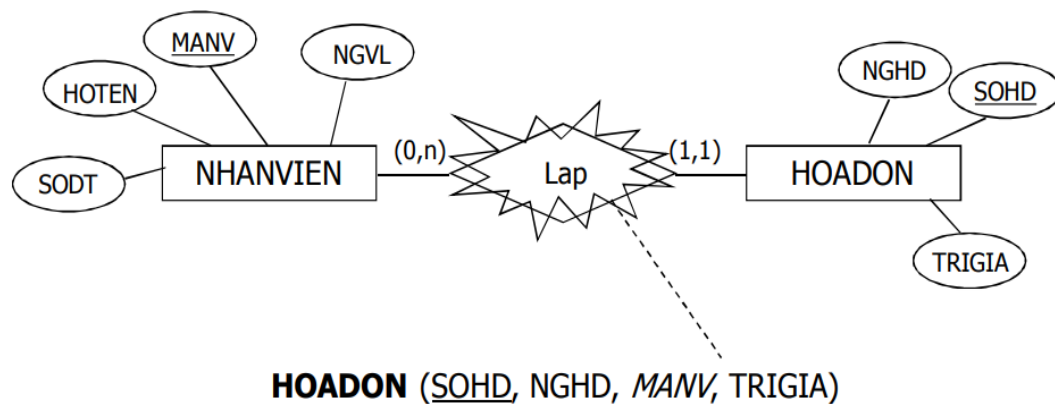 MANV
NGVL
HOTEN
SODT
NHANVIEN
(0,n)
Lap
(1,1)
HOADON
NGHD
SOHD
TRIGIA
HOADON (SOHD, NGHD, MANV, TRIGIA)